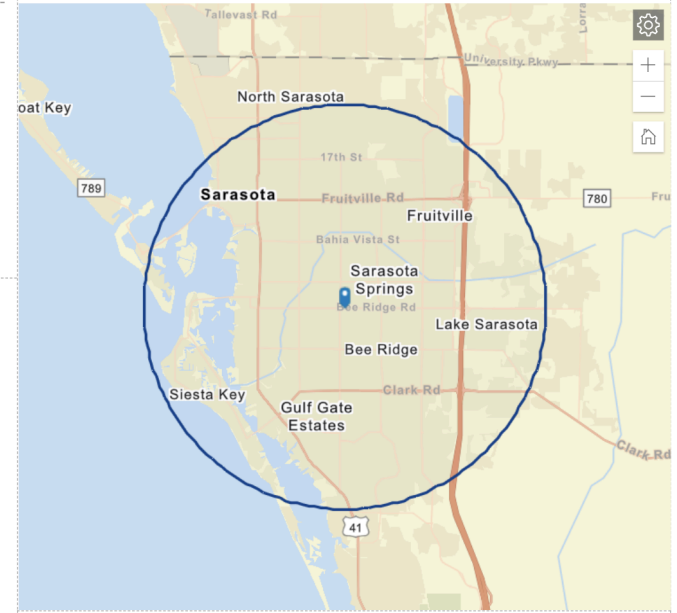 Tallevast Rd
Lorra
University Pkwy
North Sarasota
oat Key
17th St
789
Sarasota
Fruitville Rd
780
Fru
Fruitville
Bahia Vista St
Sarasota
Springs
Bee Ridge Rd
Lake Sarasota
Bee Ridge
Siesta Key
Clark Rd
Gulf Gate
Estates
Clark Rd
41